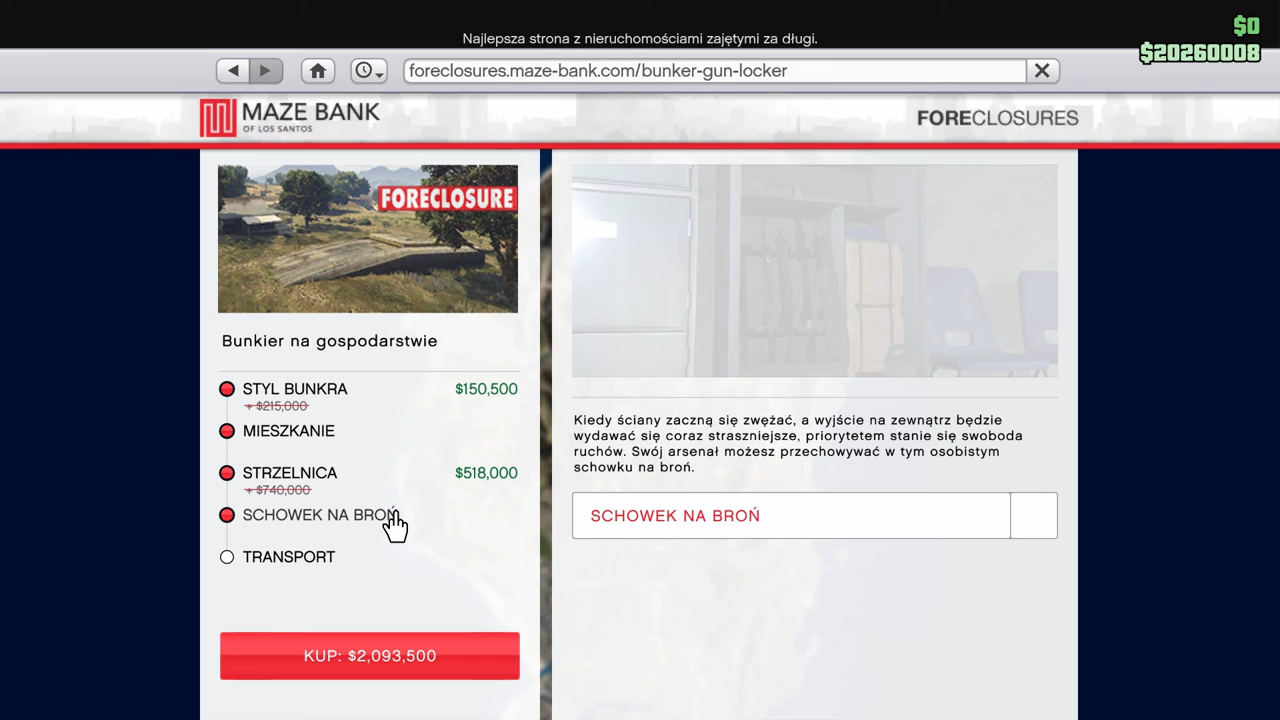 $0
Najlepsza strona z nieruchomościami zajętymi za długi.
$20260008
foreclosures.maze-bank.com/bunker-gun-locker
MAZE BANK
OF LOS SANTOS
FORECLOSURES
FORECLOSURE
Bunkier na gospodarstwie
STYL BUNKRA $150,500
+ $215,000
MIESZKANIE
STRZELNICA $518,000
+ $740,000
SCHOWEK NA BROŃ
TRANSPORT
KUP: $2,093,500
Kiedy ściany zaczną się zwężać, a wyjście na zewnątrz będzie
wydawać się coraz straszniejsze, priorytetem stanie się swoboda
ruchów. Swój arsenał możesz przechowywać w tym osobistym
schowku na broń.
SCHOWEK NA BROŃ